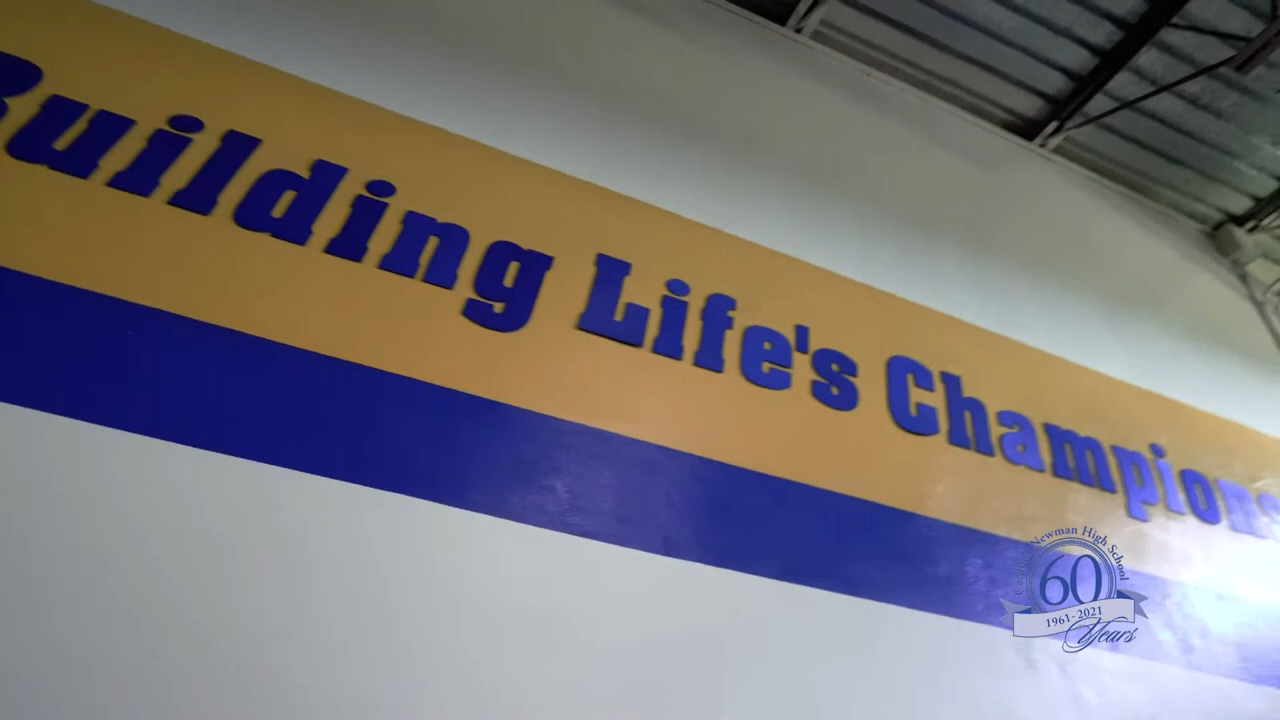 Building Life's Champions
Newman High School
60
1961-2021
Years